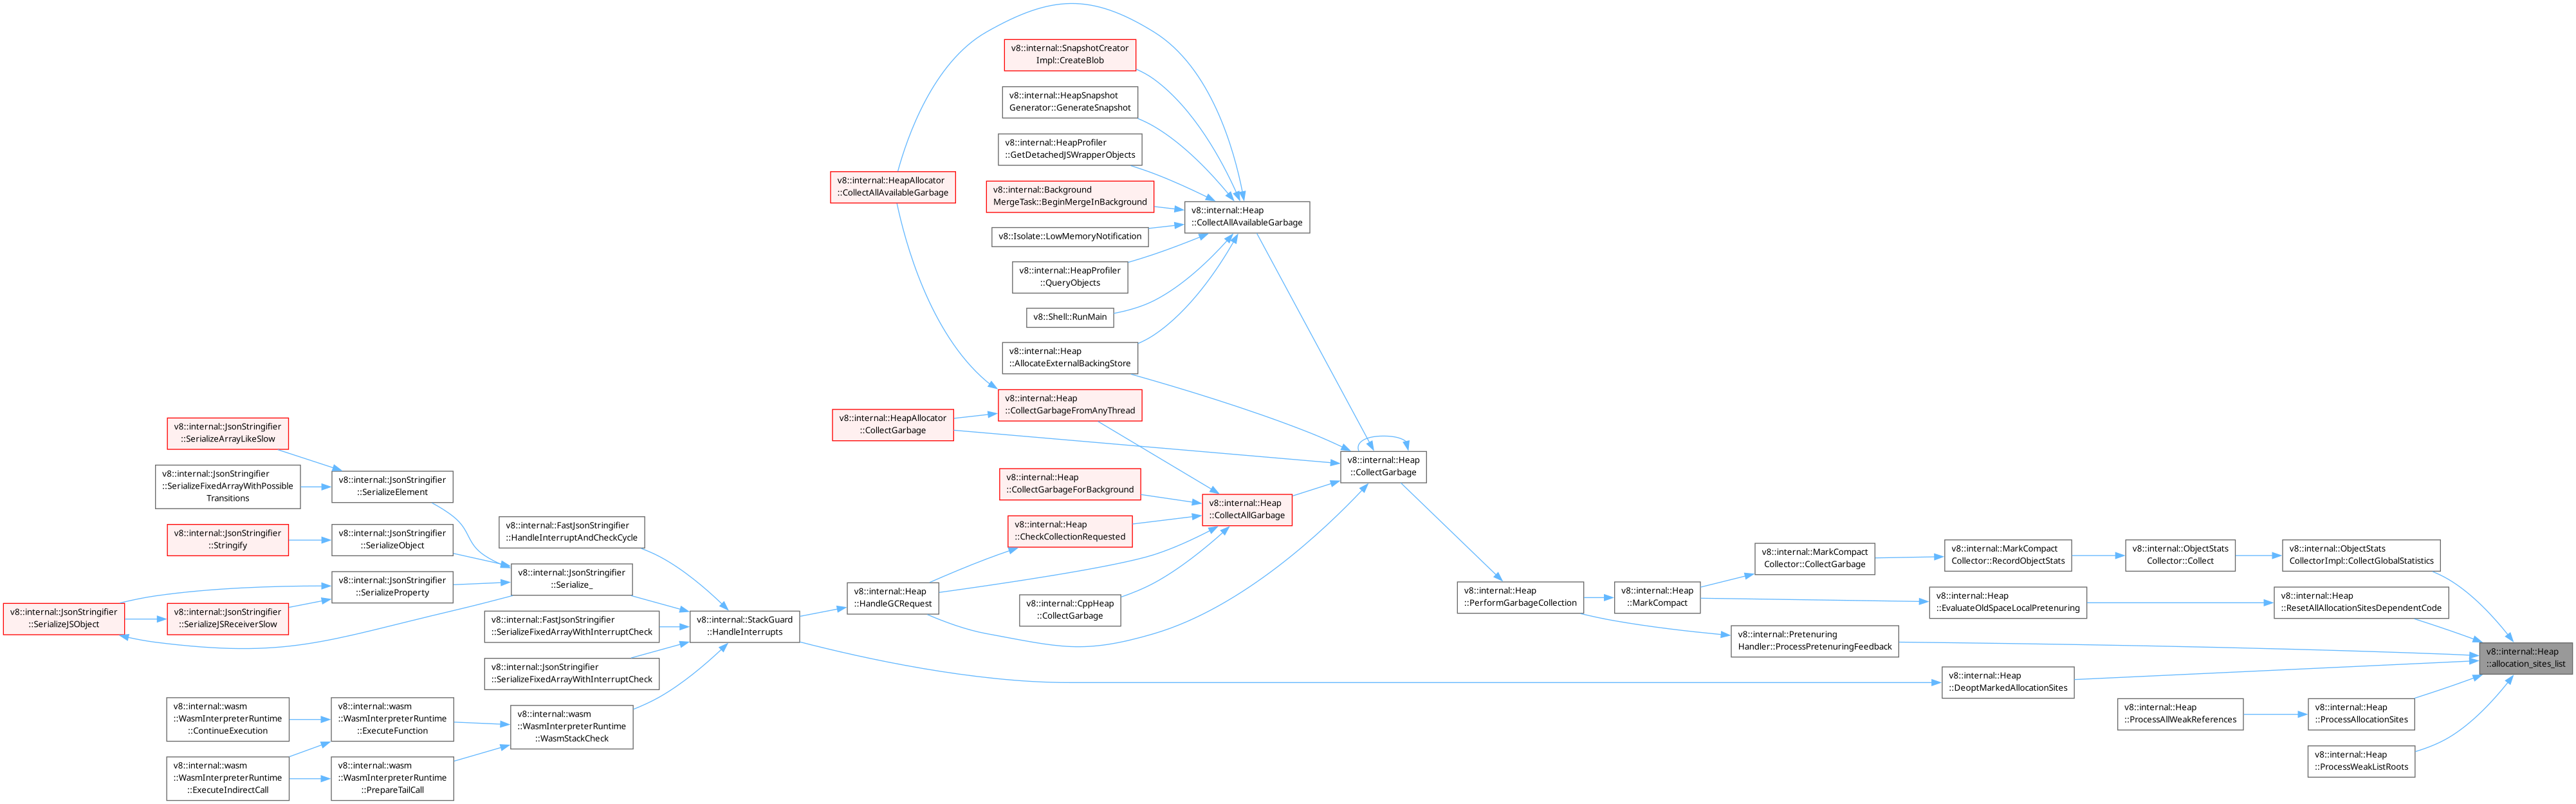 v8::internal::SnapshotCreator
Impl::CreateBlob
v8::internal::HeapSnapshot
Generator::GenerateSnapshot
v8::internal::HeapProfiler
::GetDetachedJSWrapperObjects
v8::internal::HeapAllocator
::CollectAllAvailableGarbage
v8::internal::Background
MergeTask::BeginMergeInBackground
v8::internal::Heap
::CollectAllAvailableGarbage
v8::Isolate::LowMemoryNotification
v8::internal::HeapProfiler
::QueryObjects
v8::Shell::RunMain
v8::internal::Heap
::AllocateExternalBackingStore
v8::internal::Heap
::CollectGarbageFromAnyThread
v8::internal::HeapAllocator
::CollectGarbage
v8::internal::JsonStringifier
::SerializeArrayLikeSlow
v8::internal::Heap
::CollectGarbage
v8::internal::JsonStringifier
::SerializeFixedArrayWithPossible
Transitions
v8::internal::JsonStringifier
::SerializeElement
v8::internal::Heap
::CollectGarbageForBackground
v8::internal::Heap
::CollectAllGarbage
v8::internal::JsonStringifier
::Stringify
v8::internal::JsonStringifier
::SerializeObject
v8::internal::FastJsonStringifier
::HandleInterruptAndCheckCycle
v8::internal::Heap
::CheckCollectionRequested
v8::internal::MarkCompact
Collector::CollectGarbage
v8::internal::MarkCompact
Collector::RecordObjectStats
v8::internal::ObjectStats
Collector::Collect
v8::internal::ObjectStats
CollectorImpl::CollectGlobalStatistics
v8::internal::JsonStringifier
::SerializeJSObject
v8::internal::JsonStringifier
::SerializeJSReceiverSlow
v8::internal::JsonStringifier
::SerializeProperty
v8::internal::JsonStringifier
::Serialize_
v8::internal::Heap
::HandleGCRequest
v8::internal::CppHeap
::CollectGarbage
v8::internal::Heap
::PerformGarbageCollection
v8::internal::Heap
::MarkCompact
v8::internal::Heap
::EvaluateOldSpaceLocalPretenuring
v8::internal::Heap
::ResetAllAllocationSitesDependentCode
v8::internal::FastJsonStringifier
::SerializeFixedArrayWithInterruptCheck
v8::internal::StackGuard
::HandleInterrupts
v8::internal::Pretenuring
Handler::ProcessPretenuringFeedback
v8::internal::Heap
::allocation_sites_list
v8::internal::JsonStringifier
::SerializeFixedArrayWithInterruptCheck
v8::internal::Heap
::DeoptMarkedAllocationSites
v8::internal::wasm
::WasmInterpreterRuntime
::ContinueExecution
v8::internal::wasm
::WasmInterpreterRuntime
::ExecuteFunction
v8::internal::wasm
::WasmInterpreterRuntime
::WasmStackCheck
v8::internal::Heap
::ProcessAllWeakReferences
v8::internal::Heap
::ProcessAllocationSites
v8::internal::wasm
::WasmInterpreterRuntime
::ExecuteIndirectCall
v8::internal::wasm
::WasmInterpreterRuntime
::PrepareTailCall
v8::internal::Heap
::ProcessWeakListRoots